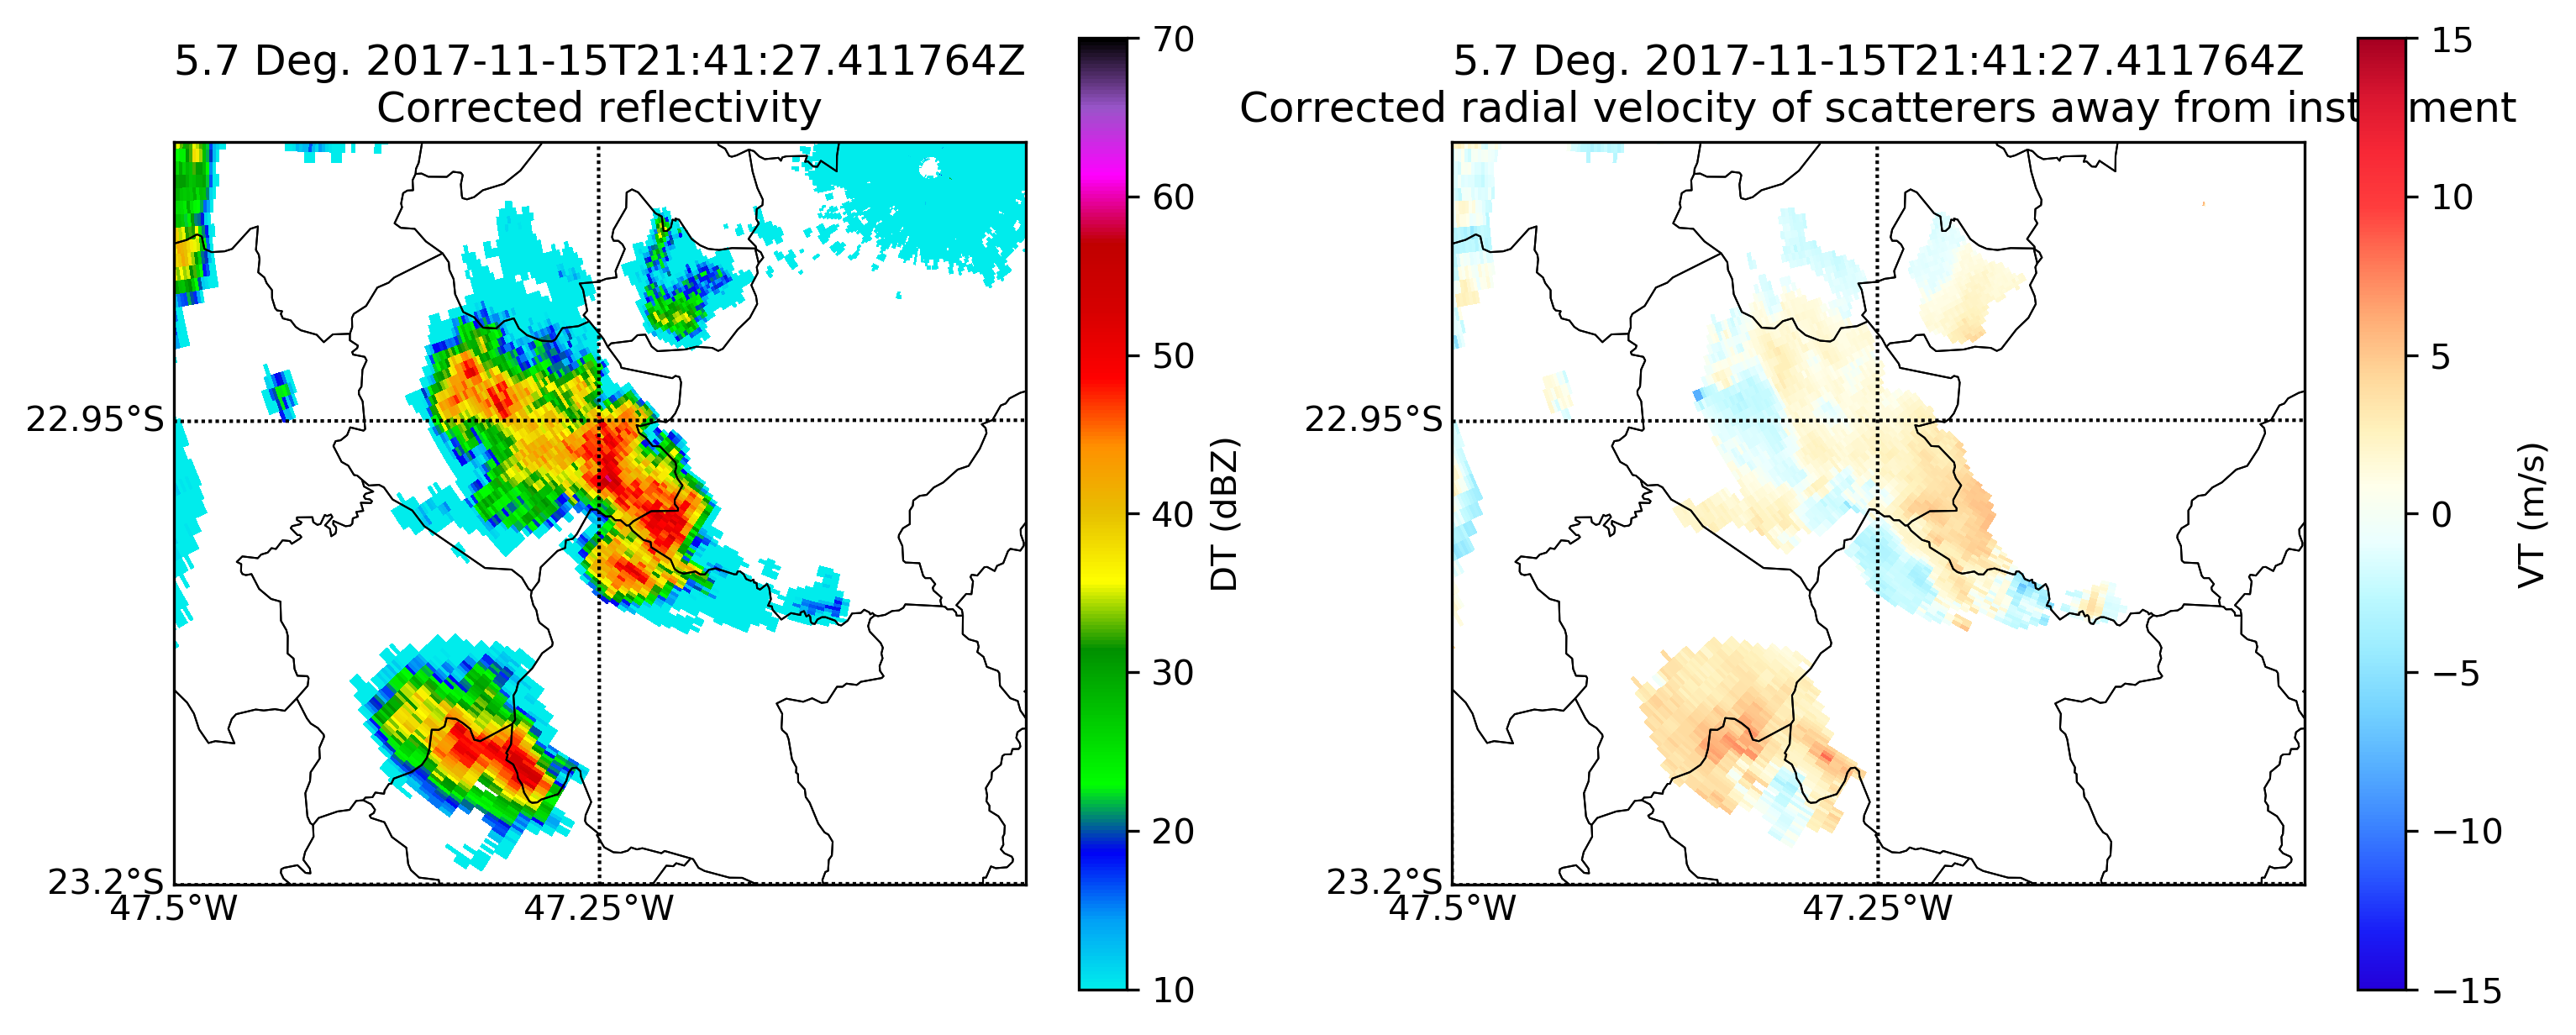 5.7 Deg. 2017-11-15T21:41:27.411764Z
Corrected reflectivity
22.95°S
23.2°S
47.5°W
47.25°W
70
60
50
40
30
20
10
DT (dBZ)
5.7 Deg. 2017-11-15T21:41:27.411764Z
Corrected radial velocity of scatterers away from inst ment
22.95°S
23.2°S
47.5°W
47.25°W
15
10
5
0
−5
−10
−15
VT (m/s)